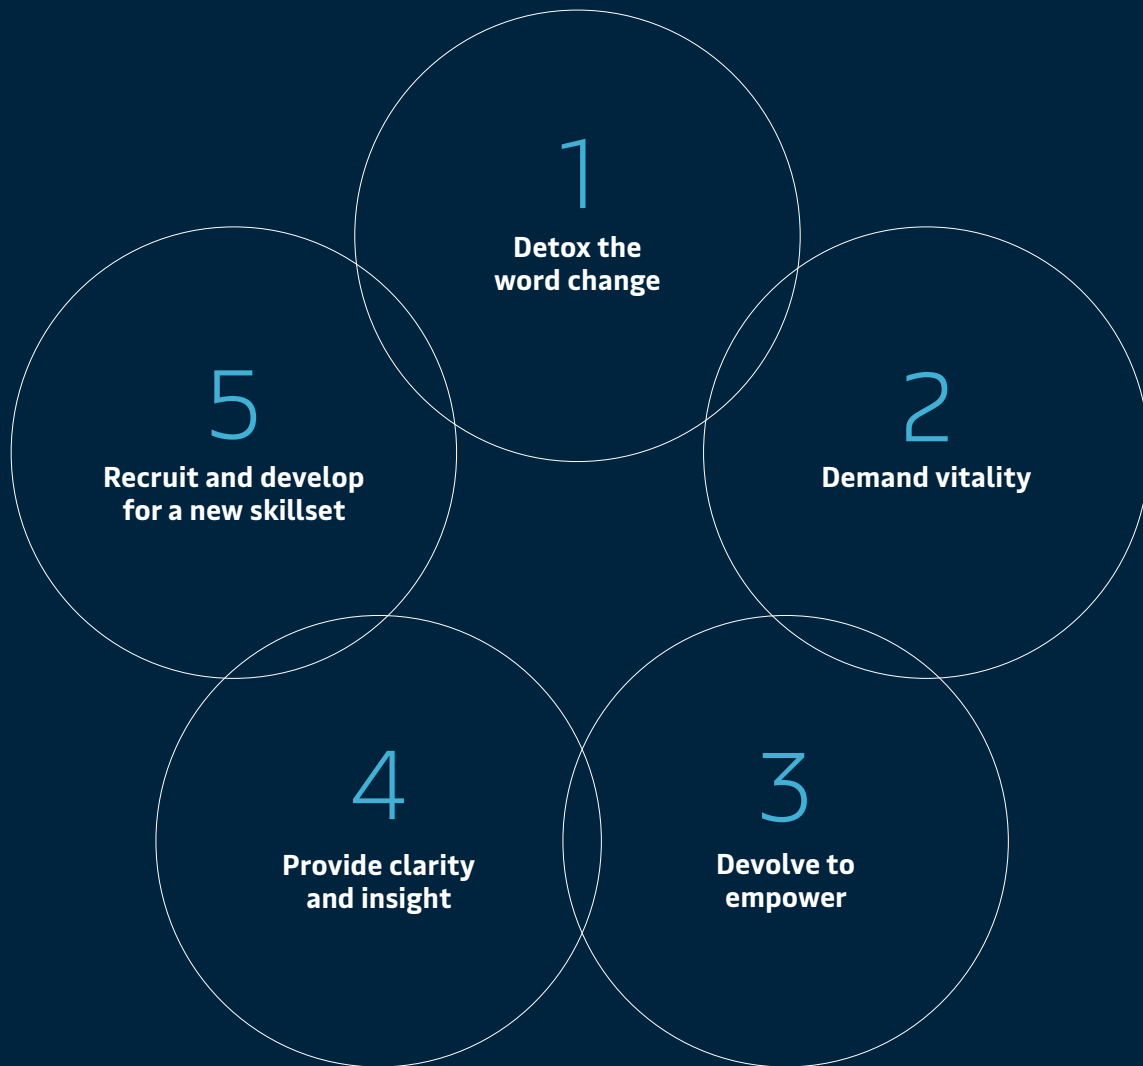 1
Detox the
word change
2
Demand vitality
3
Devolve to
empower
4
Provide clarity
and insight
5
Recruit and develop
for a new skillset